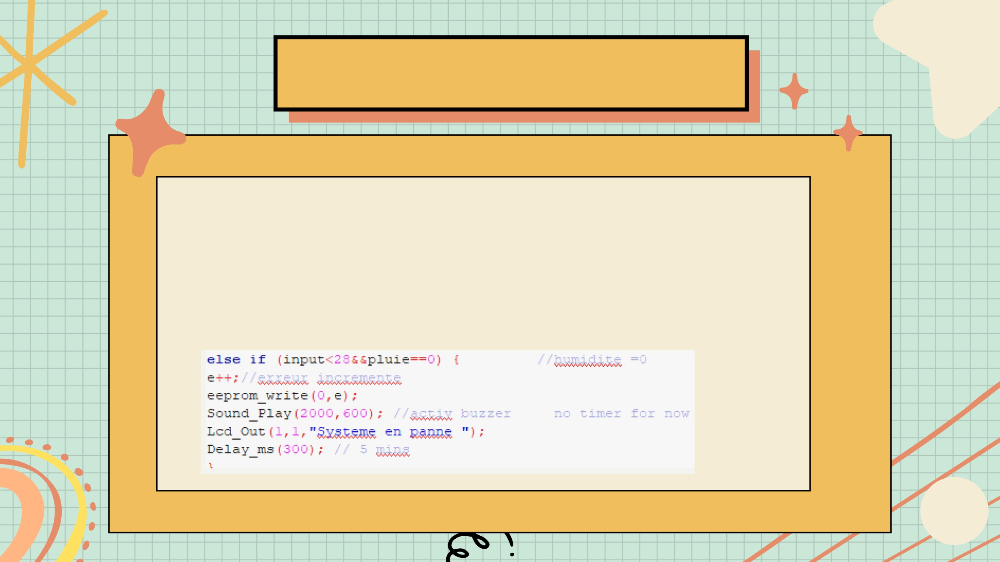 else if (input<28&&pluie==0) { //humidite =0
e++;//erreur incremente
eeprom_write(0,e);
Sound_Play(2000,600); //activ buzzer no timer for now
Lcd_Out(1,1,"Systeme en panne ");
Delay_ms(300); // 5 mins
}